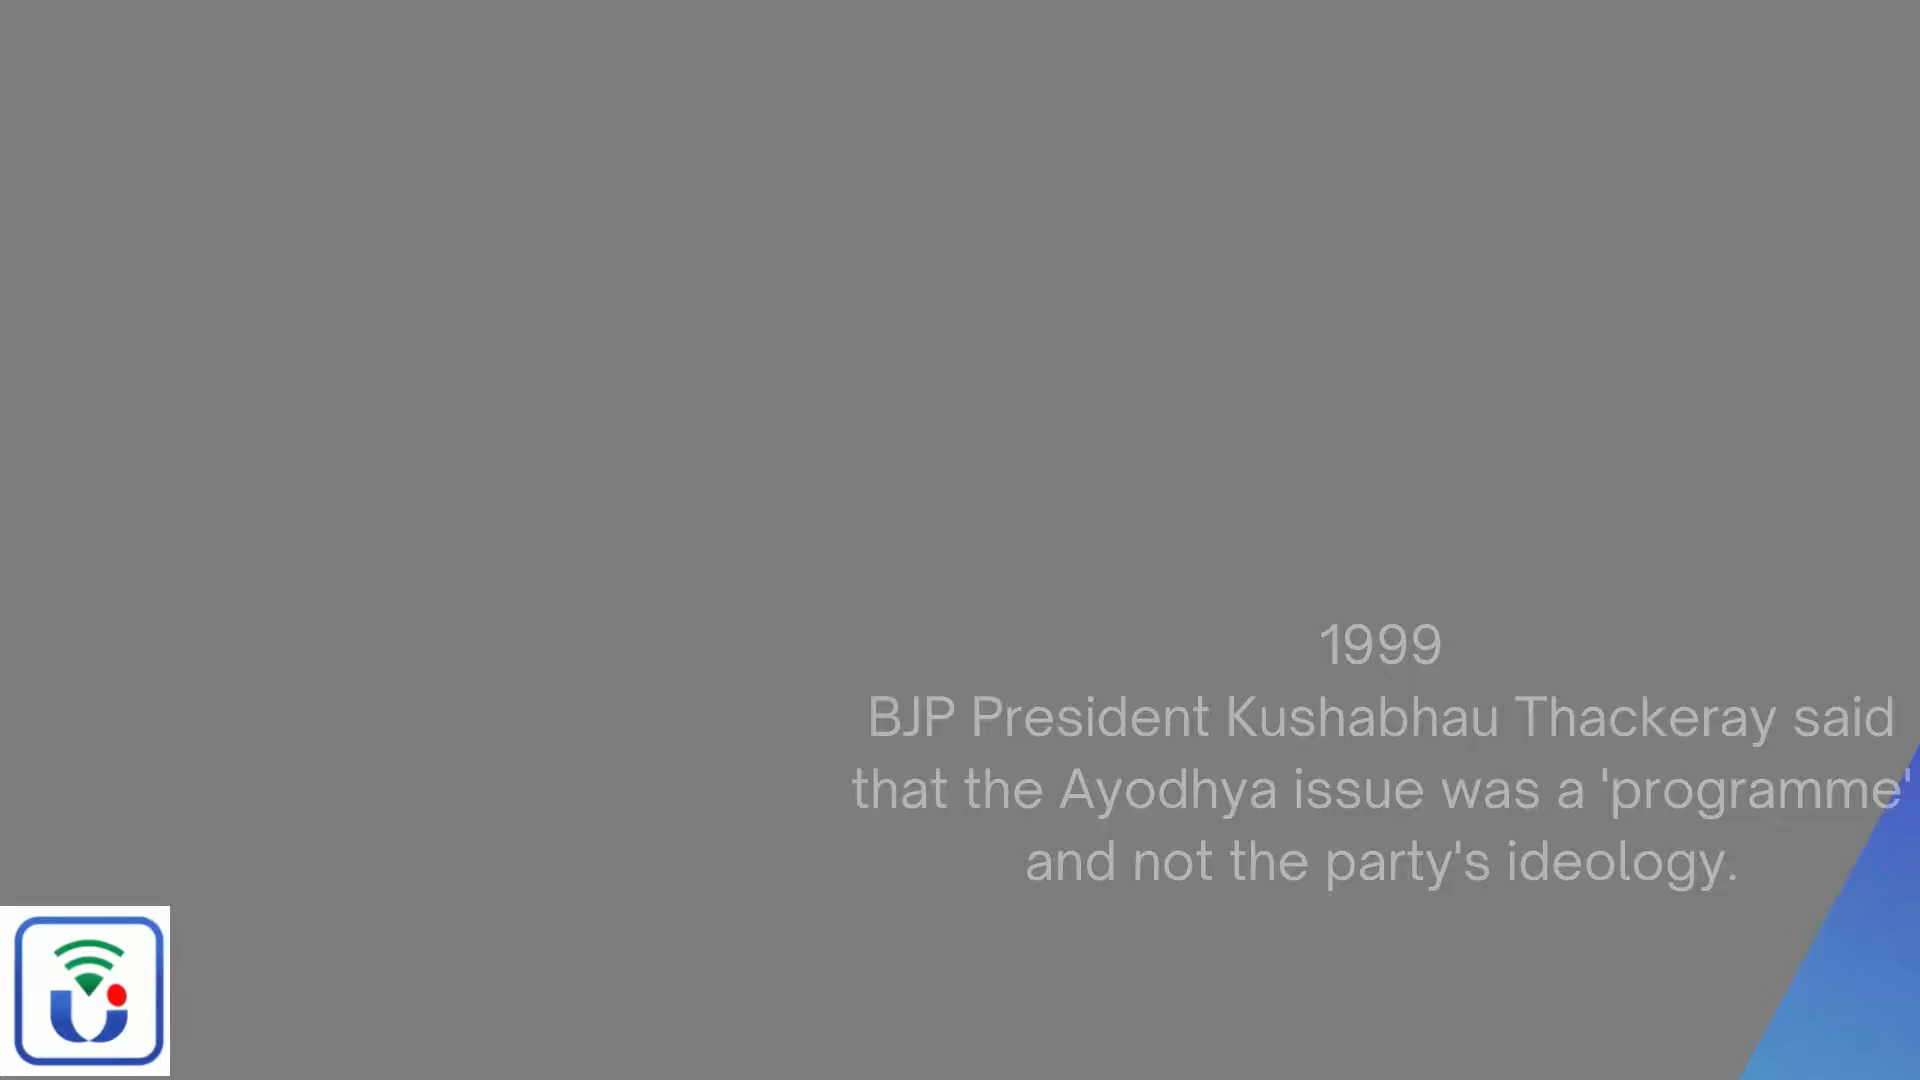 1999
BJP President Kushabhau Thackeray said
that the Ayodhya issue was a 'programme'
and not the party's ideology.